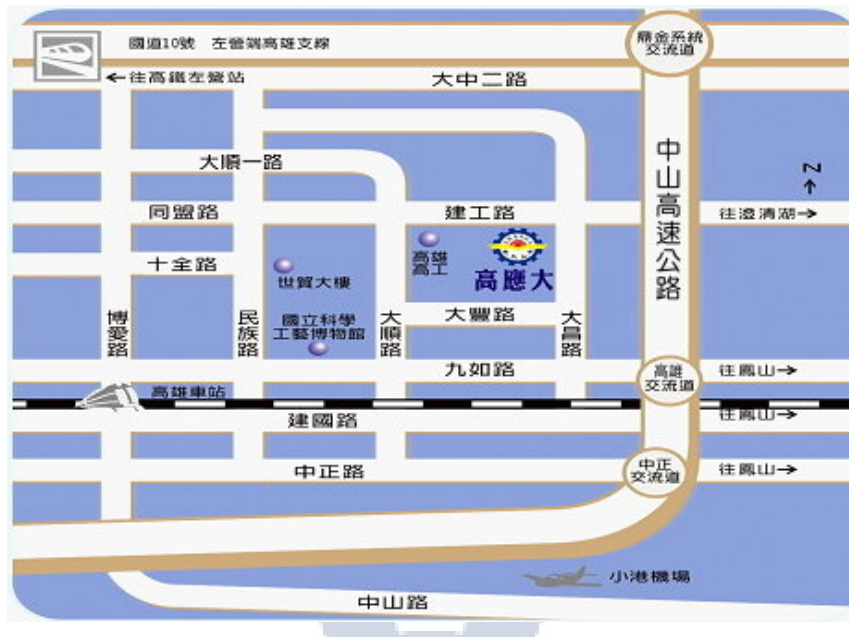 國道10號 左營端高雄支線
鼎金系統
交流道
←往高鐵左營站
大中二路
大順一路
中山高速公路
N
同盟路
建工路
往澄清湖→
十全路
高雄
高工
高應大
世貿大樓
博愛路
民族路
國立科學
工藝博物館
大順路
大豐路
大昌路
九如路
高雄
交流道
往鳳山→
高雄車站
建國路
往鳳山→
中正路
中正
交流道
往鳳山→
小港機場
中山路